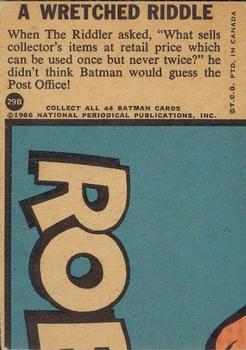 A WRETCHED RIDDLE
When The Riddler asked, "What sells
collector's items at retail price which
can be used once but never twice?" he
didn't think Batman would guess the
Post Office!
29B
COLLECT ALL 44 BATMAN CARDS
©1966 NATIONAL PERIODICAL PUBLICATIONS, INC.
©T.C.G. PTD. IN CANADA
ROB